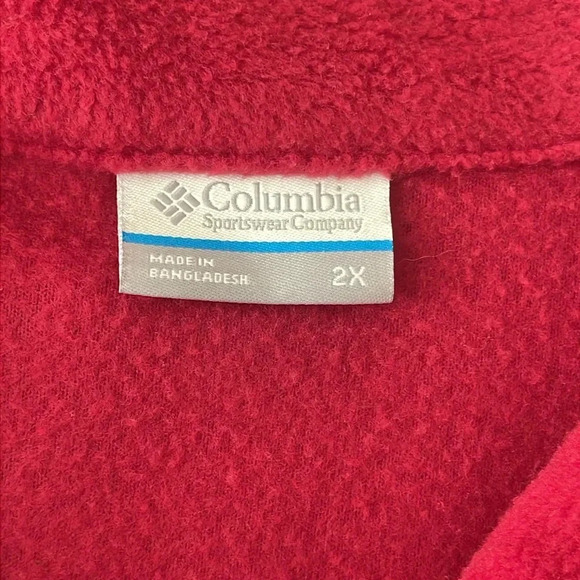 Columbia
Sportswear Company
MADE IN
BANGLADESH
2X